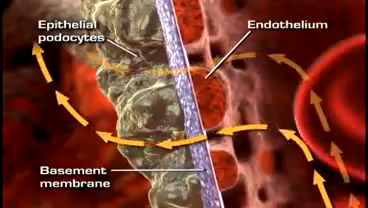 Epithelial
podocytes
Endothelium
Basement
membrane